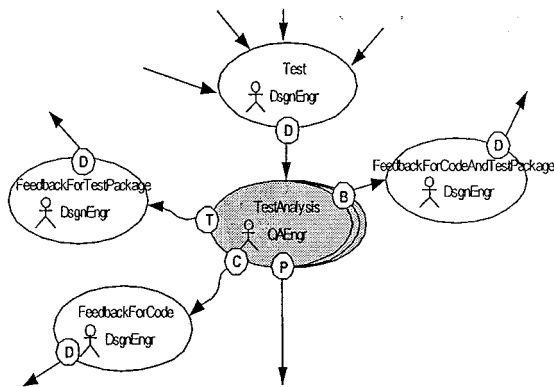 Test
DsgnEngr
D
D
FeedbackForTestPackage
DsgnEngr
D
FeedbackForCodeAndTestPackage
DsgnEngr
TestAnalysis
QAEngr
T
B
C
P
FeedbackForCode
DsgnEngr
D